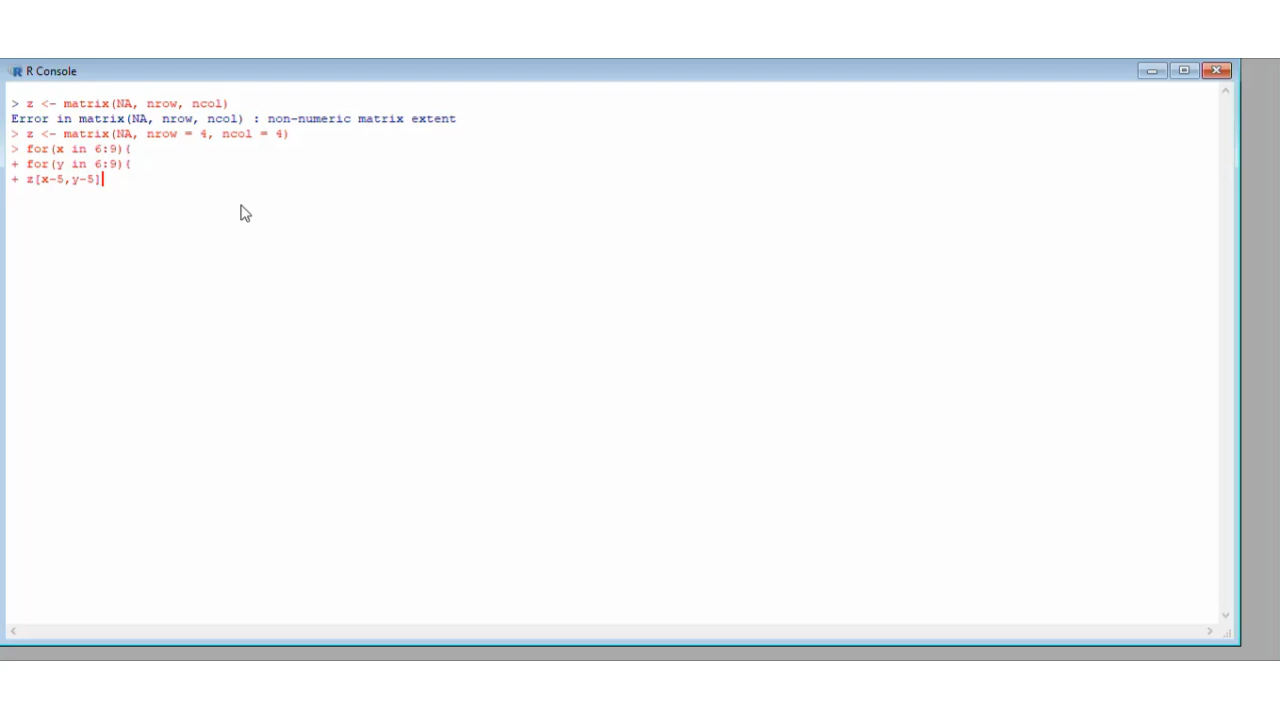 R Console
> z <- matrix(NA, nrow, ncol)
Error in matrix(NA, nrow, ncol) : non-numeric matrix extent
> z <- matrix(NA, nrow = 4, ncol = 4)
> for(x in 6:9){
+ for(y in 6:9){
+ z[x-5,y-5]